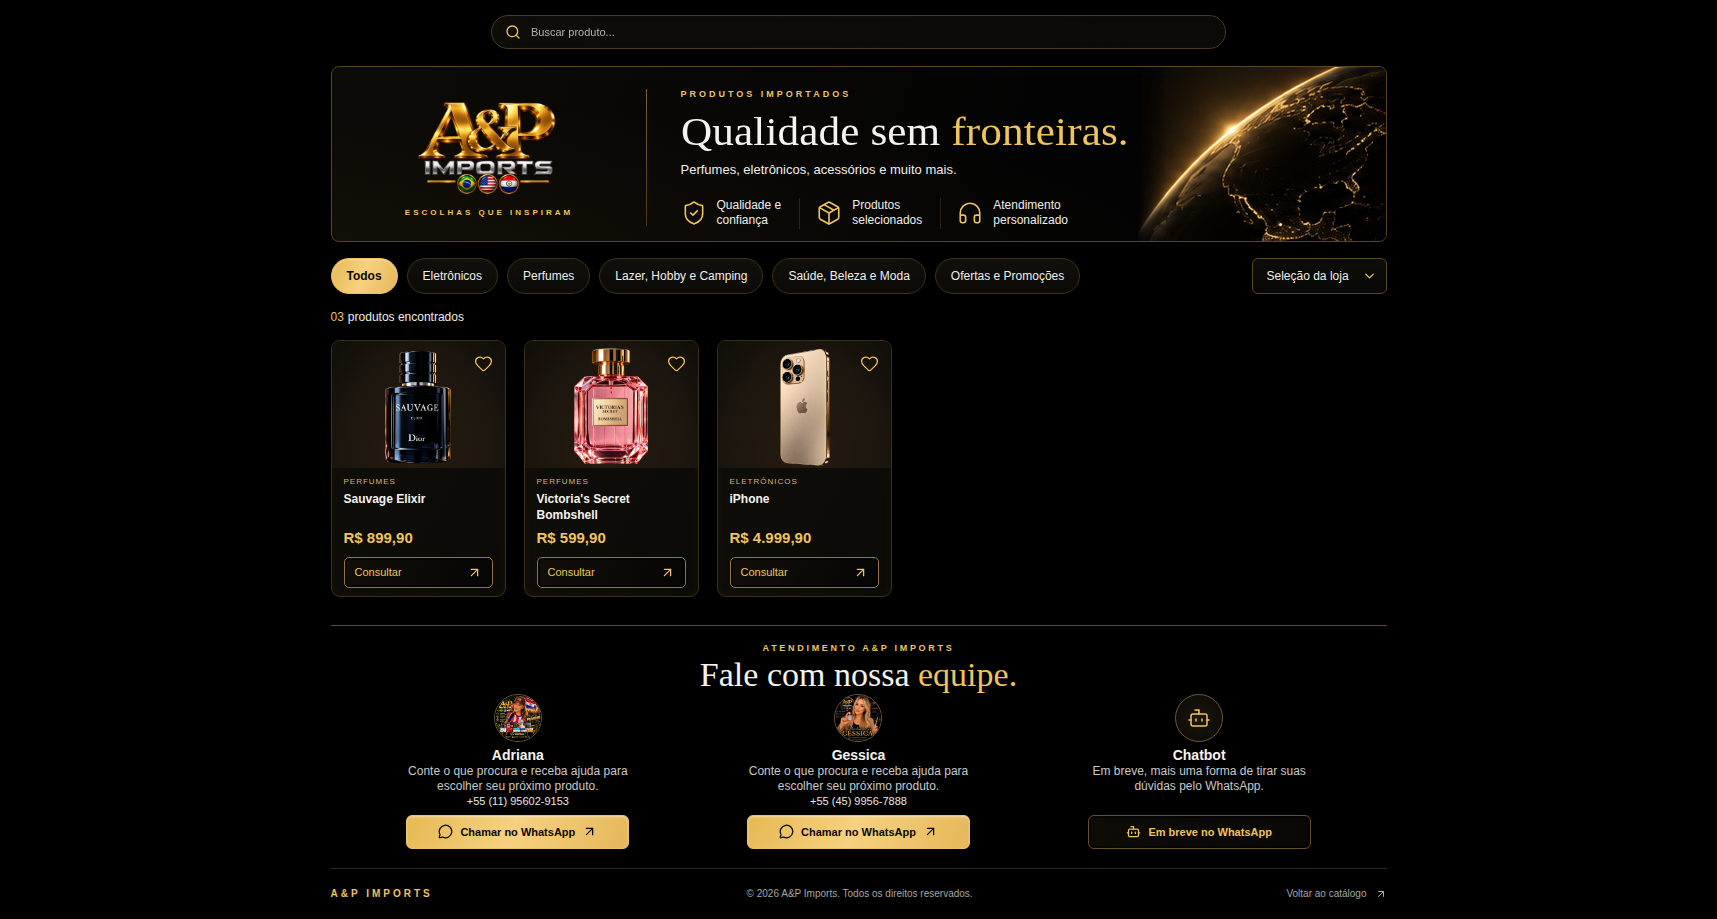 Buscar produto...
A&P
IMPORTS
ESCOLHAS QUE INSPIRAM
PRODUTOS IMPORTADOS
Qualidade sem fronteiras.
Perfumes, eletrônicos, acessórios e muito mais.
Qualidade e
confiança
Produtos
selecionados
Atendimento
personalizado
Todos
Eletrônicos
Perfumes
Lazer, Hobby e Camping
Saúde, Beleza e Moda
Ofertas e Promoções
Seleção da loja
03 produtos encontrados
SAUVAGE
Dior
VICTORIAN
SECRET
BOMBSHELL
PERFUMES
Sauvage Elixir
R$ 899,90
Consultar
PERFUMES
Victoria's Secret
Bombshell
R$ 599,90
Consultar
ELETRÔNICOS
iPhone
R$ 4.999,90
Consultar
ATENDIMENTO A&P IMPORTS
Fale com nossa equipe.
A&P
GESSICA
Adriana
Conte o que procura e receba ajuda para
escolher seu próximo produto.
+55 (11) 95602-9153
Chamar no WhatsApp
Gessica
Conte o que procura e receba ajuda para
escolher seu próximo produto.
+55 (45) 9956-7888
Chamar no WhatsApp
Chatbot
Em breve, mais uma forma de tirar suas
dúvidas pelo WhatsApp.
Em breve no WhatsApp
A&P IMPORTS
© 2026 A&P Imports. Todos os direitos reservados.
Voltar ao catálogo